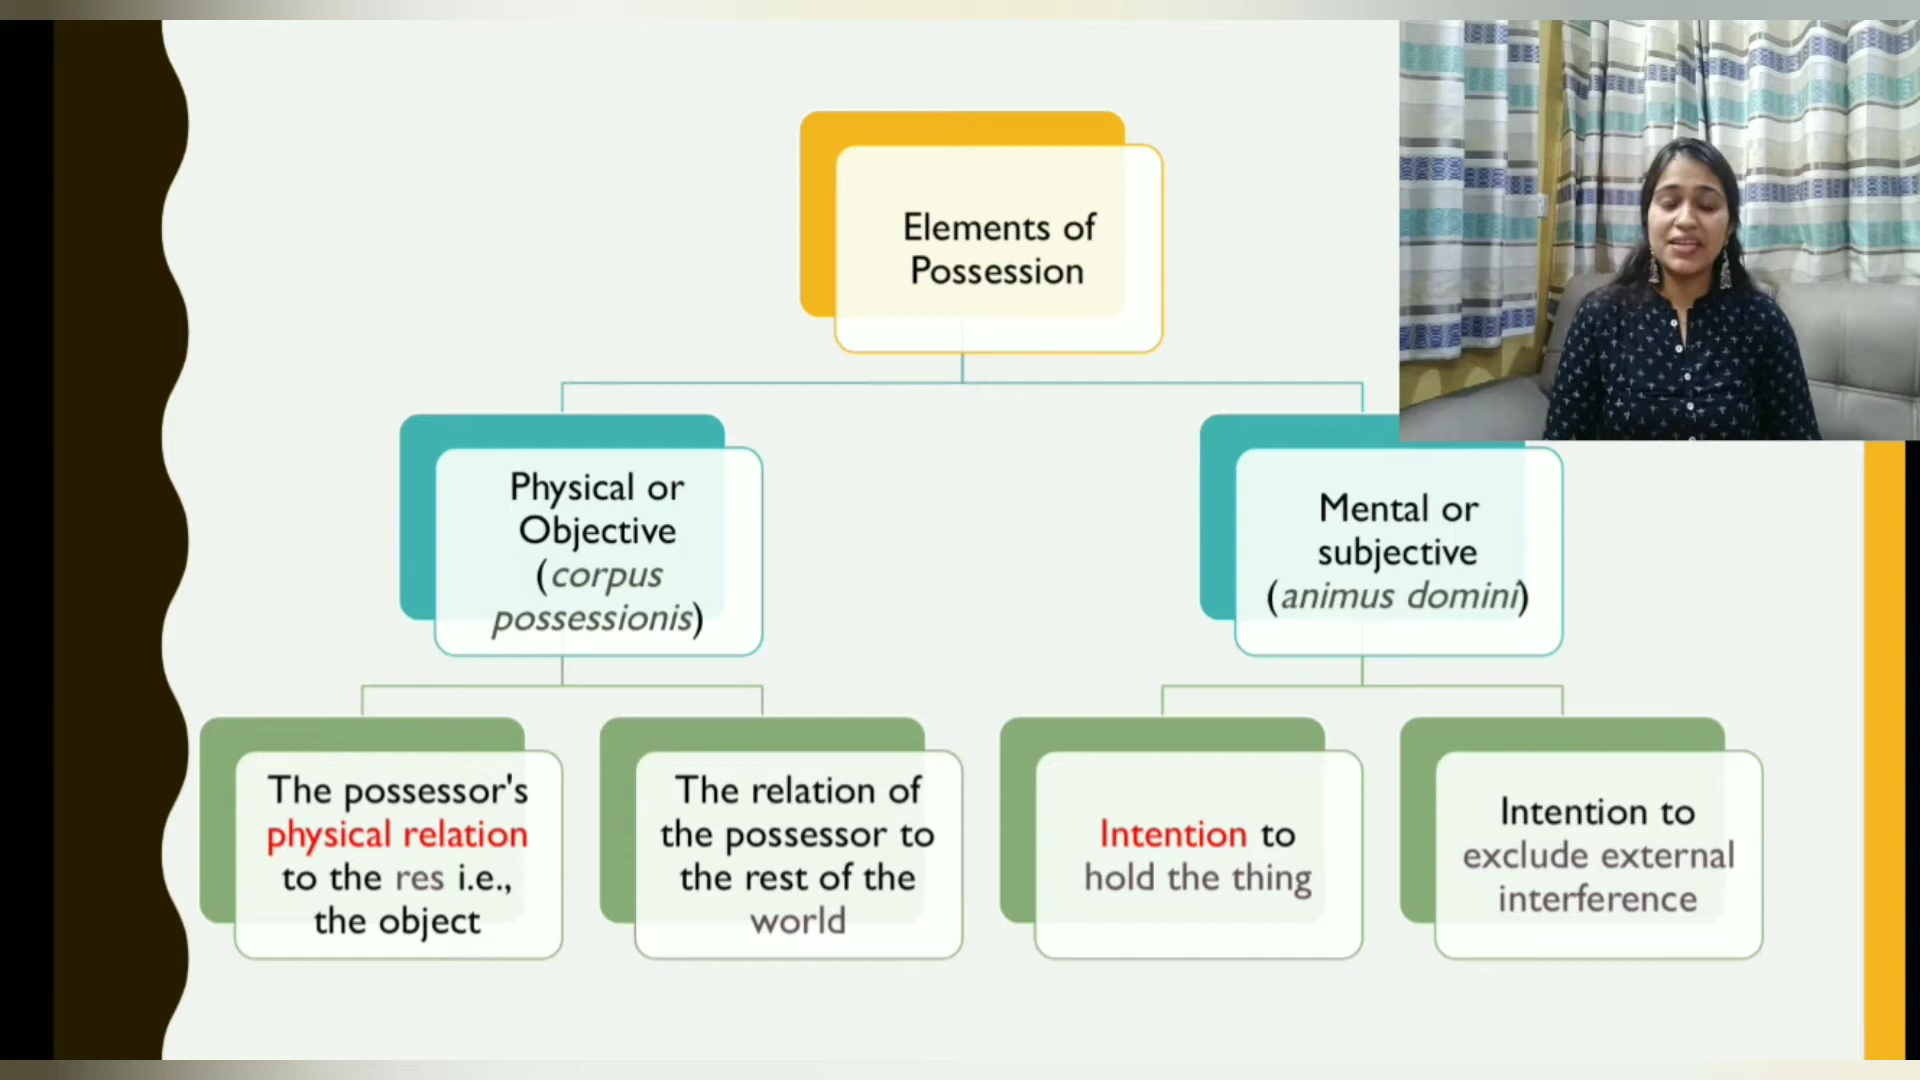 Elements of
Possession
Physical or
Objective
(corpus
possessionis)
Mental or
subjective
(animus domini)
The possessor's
physical relation
to the res i.e.,
the object
The relation of
the possessor to
the rest of the
world
Intention to
hold the thing
Intention to
exclude external
interference